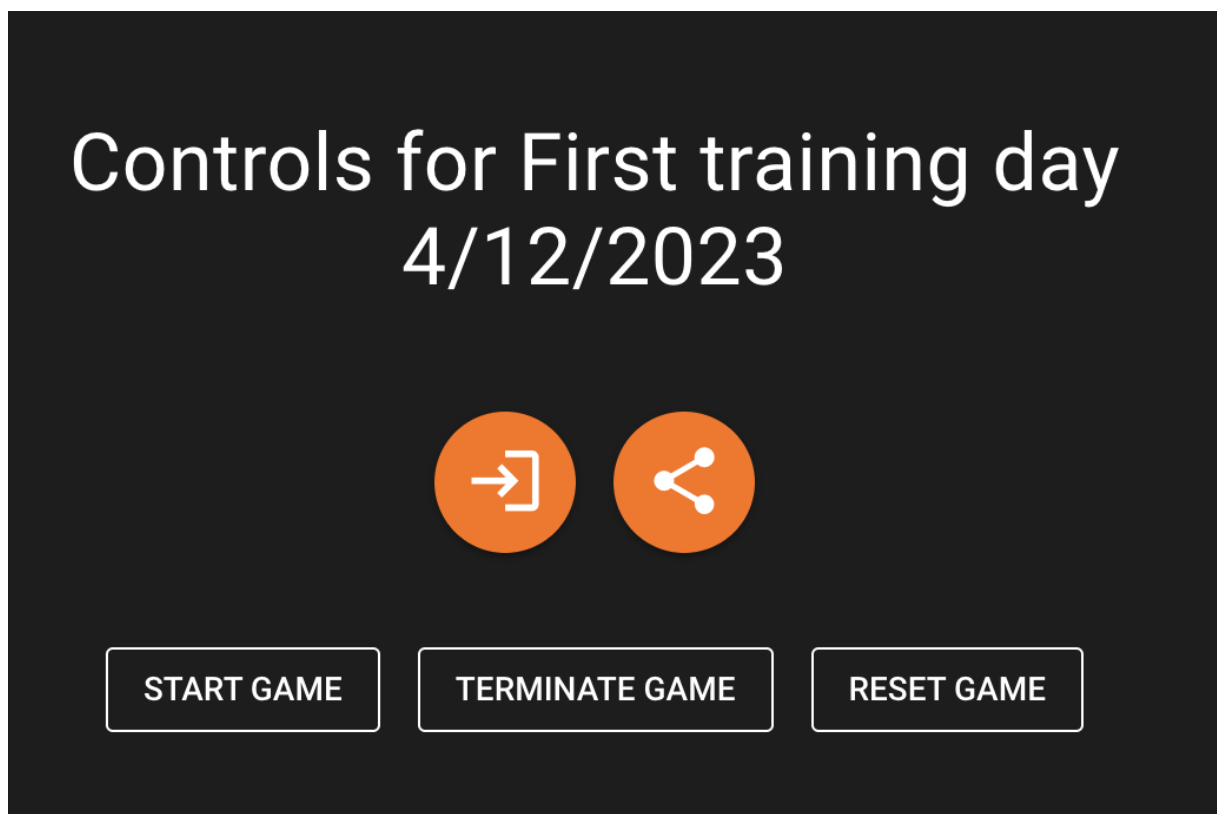 Controls for First training day
4/12/2023
START GAME
TERMINATE GAME
RESET GAME